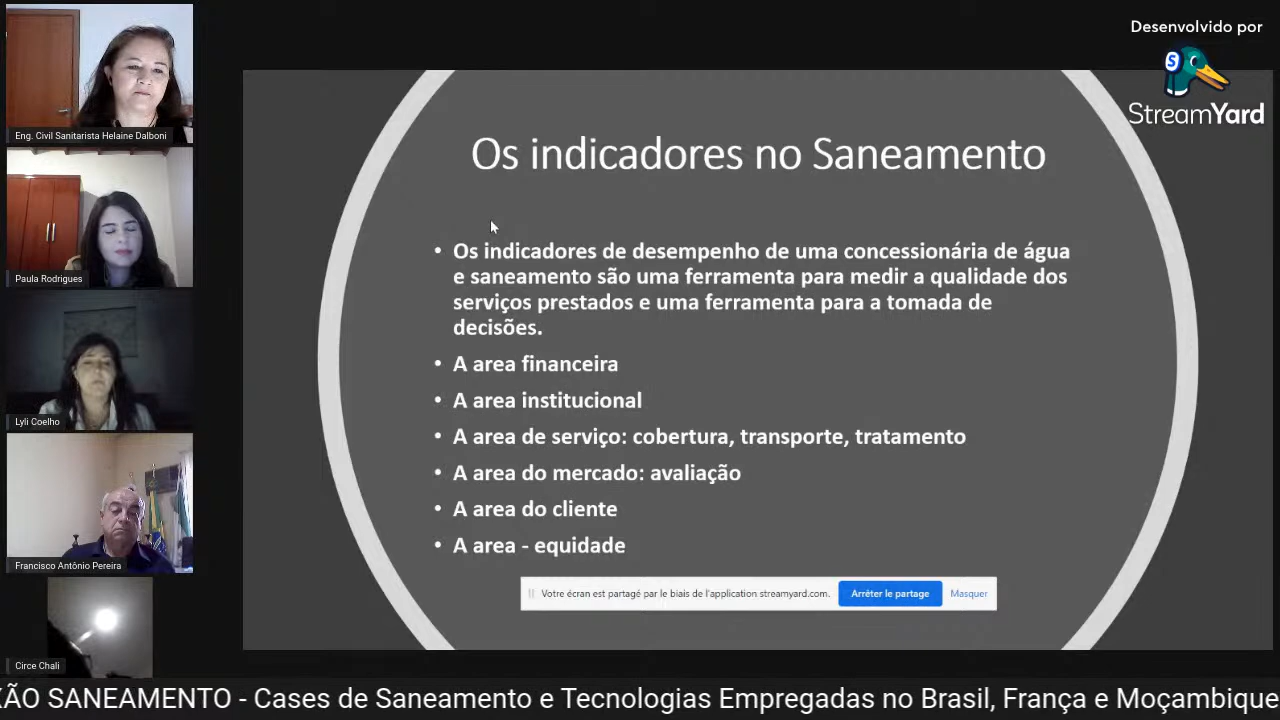 Desenvolvido por
StreamYard
Eng. Civil Sanitarista Helaine Dalboni
Paula Rodrigues
Lyli Coelho
Francisco Antônio Pereira
Circe Chali
Os indicadores no Saneamento
• Os indicadores de desempenho de uma concessionária de água
e saneamento são uma ferramenta para medir a qualidade dos
serviços prestados e uma ferramenta para a tomada de
decisões.
• A area financeira
• A area institucional
• A area de serviço: cobertura, transporte, tratamento
• A area do mercado: avaliação
• A area do cliente
• A area - equidade
Votre écran est partagé par le biais de l'application streamyard.com. Arrêter le partage Masquer
XÃO SANEAMENTO - Cases de Saneamento e Tecnologias Empregadas no Brasil, França e Moçambique